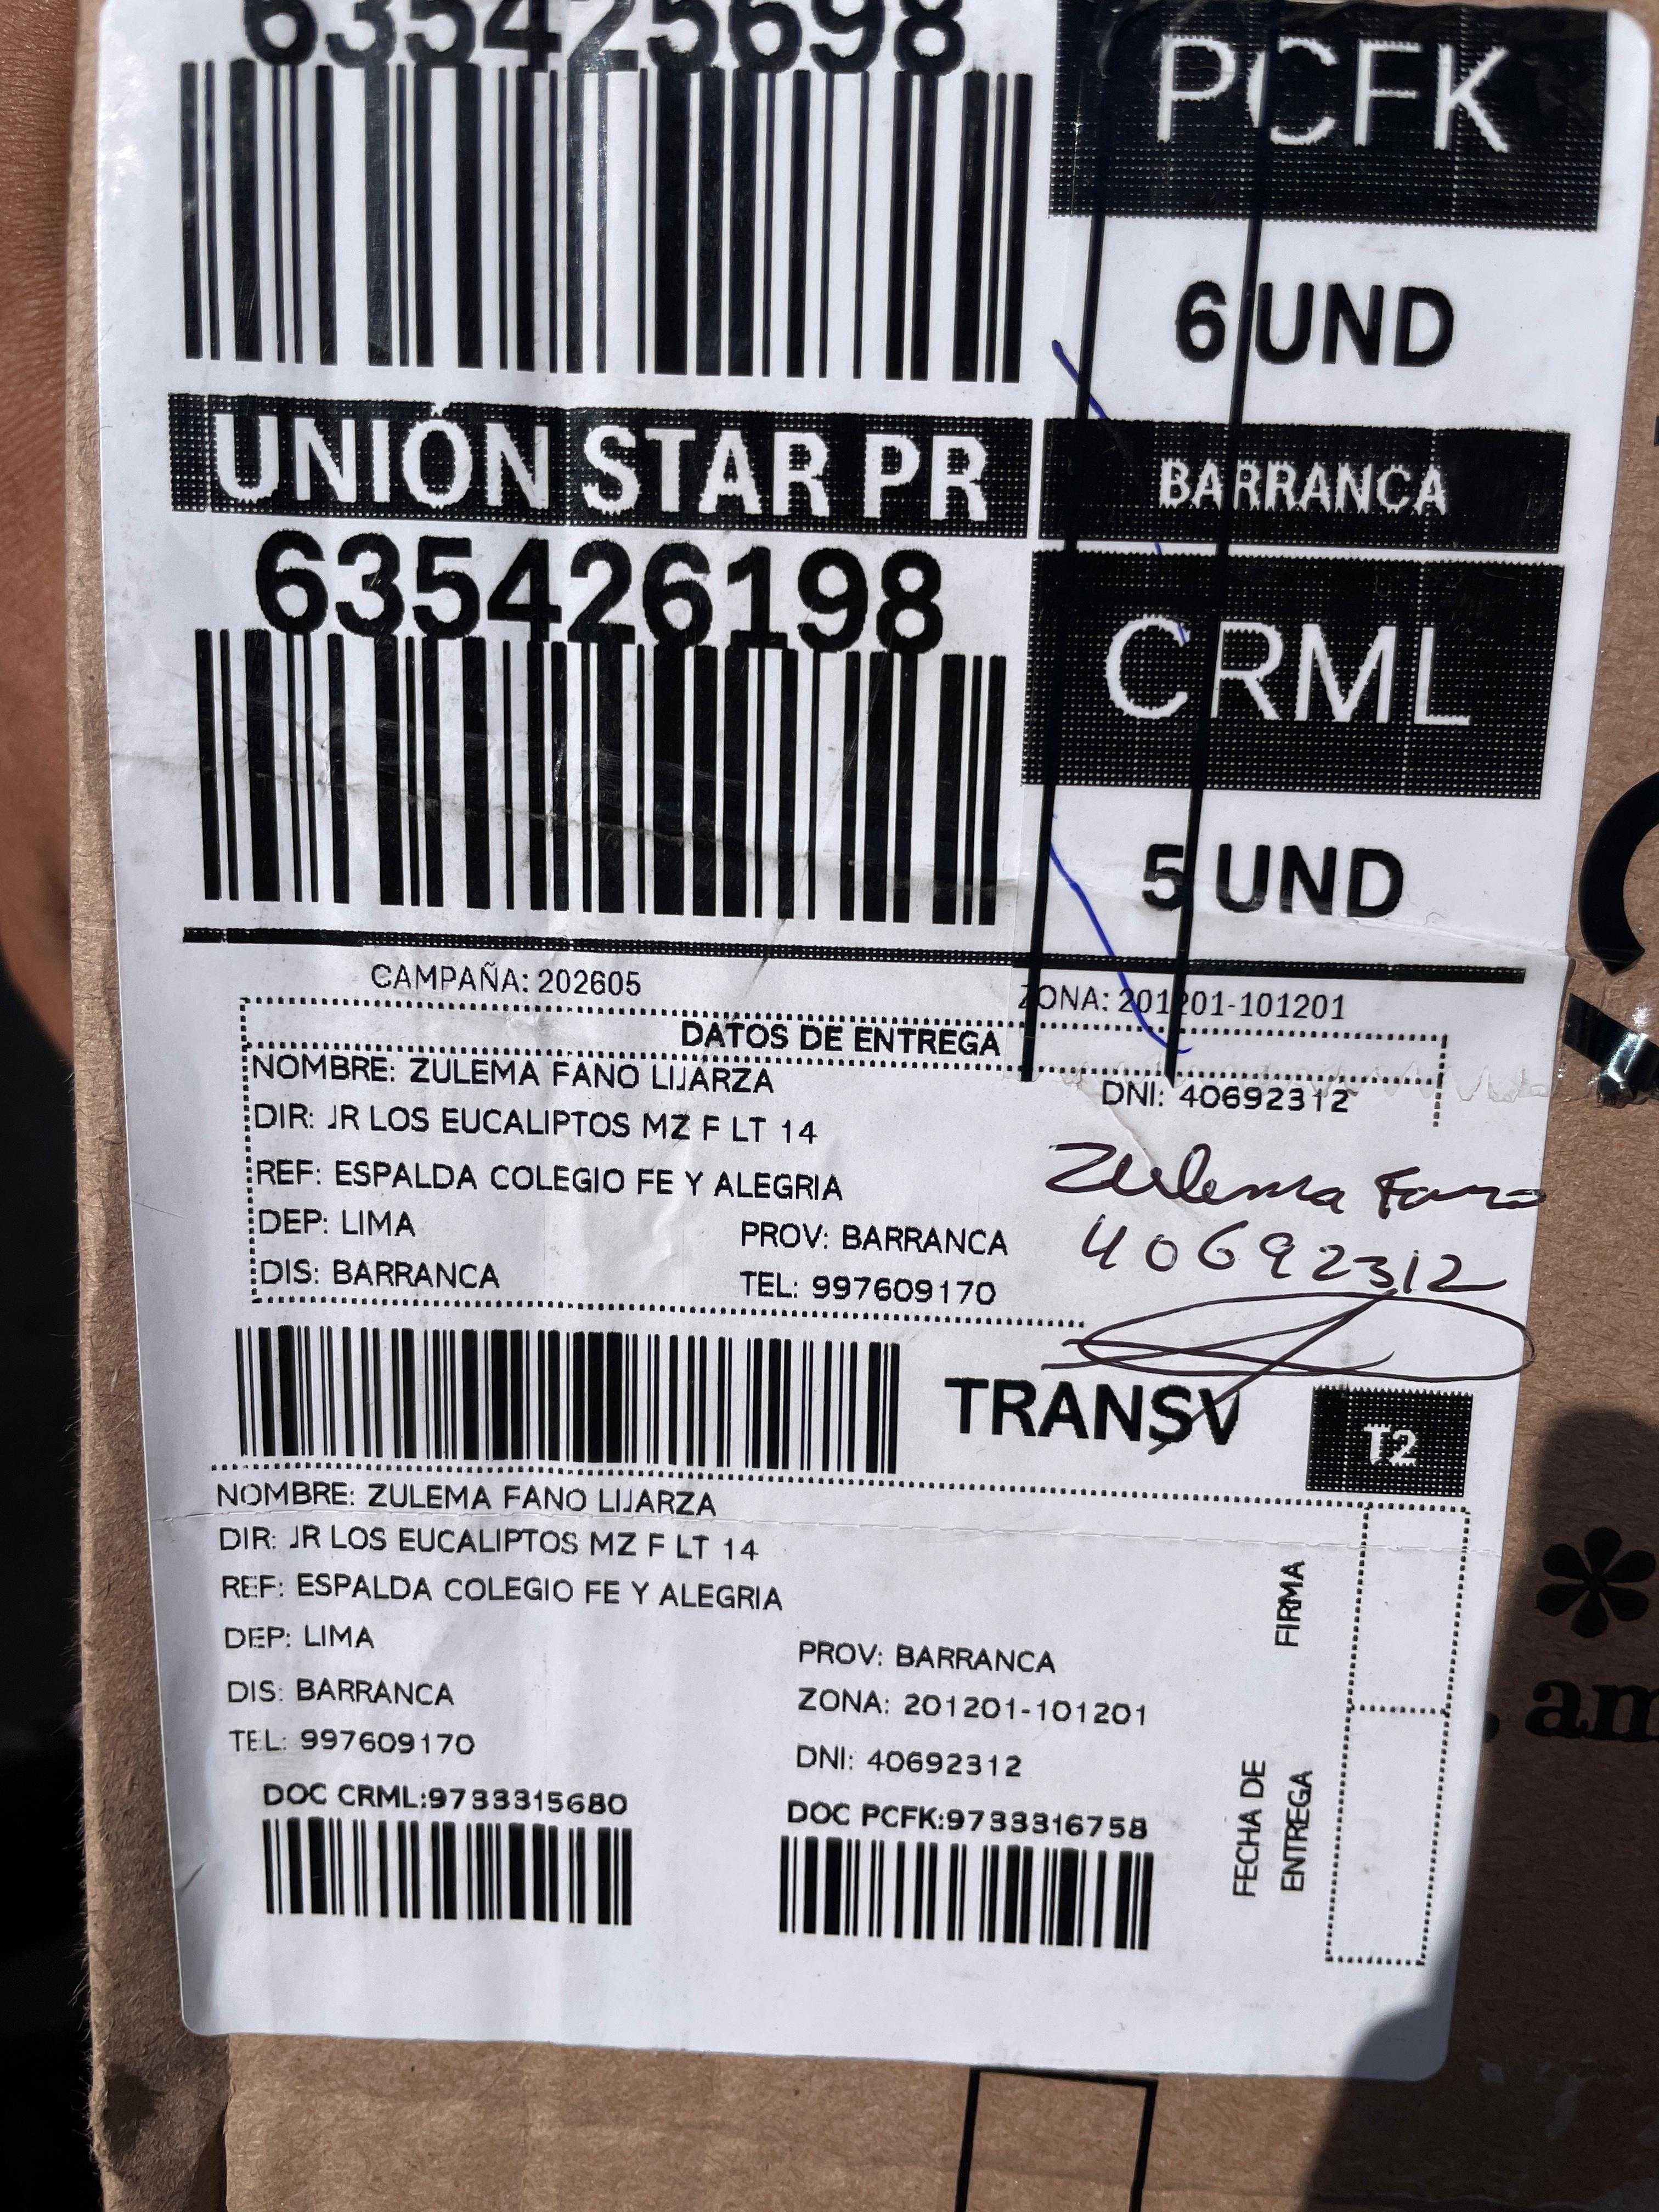 635425698
PCFK
6 UND
UNIÓN STAR PR
BARRANCA
635426198
CRML
5 UND
CAMPAÑA: 202605
ZONA: 201201-101201
DATOS DE ENTREGA
NOMBRE: ZULEMA FANO LIJARZA
DNI: 40692312
DIR: JR LOS EUCALIPTOS MZ F LT 14
REF: ESPALDA COLEGIO FE Y ALEGRIA
Zulema Fano
DEP: LIMA
PROV: BARRANCA
40692312
DIS: BARRANCA
TEL: 997609170
TRANSV
T2
NOMBRE: ZULEMA FANO LIJARZA
DIR: JR LOS EUCALIPTOS MZ F LT 14
REF: ESPALDA COLEGIO FE Y ALEGRIA
DEP: LIMA
PROV: BARRANCA
DIS: BARRANCA
ZONA: 201201-101201
TEL: 997609170
DNI: 40692312
DOC CRML:9733315680
DOC PCFK:9733316758
FIRMA
FECHA DE
ENTREGA